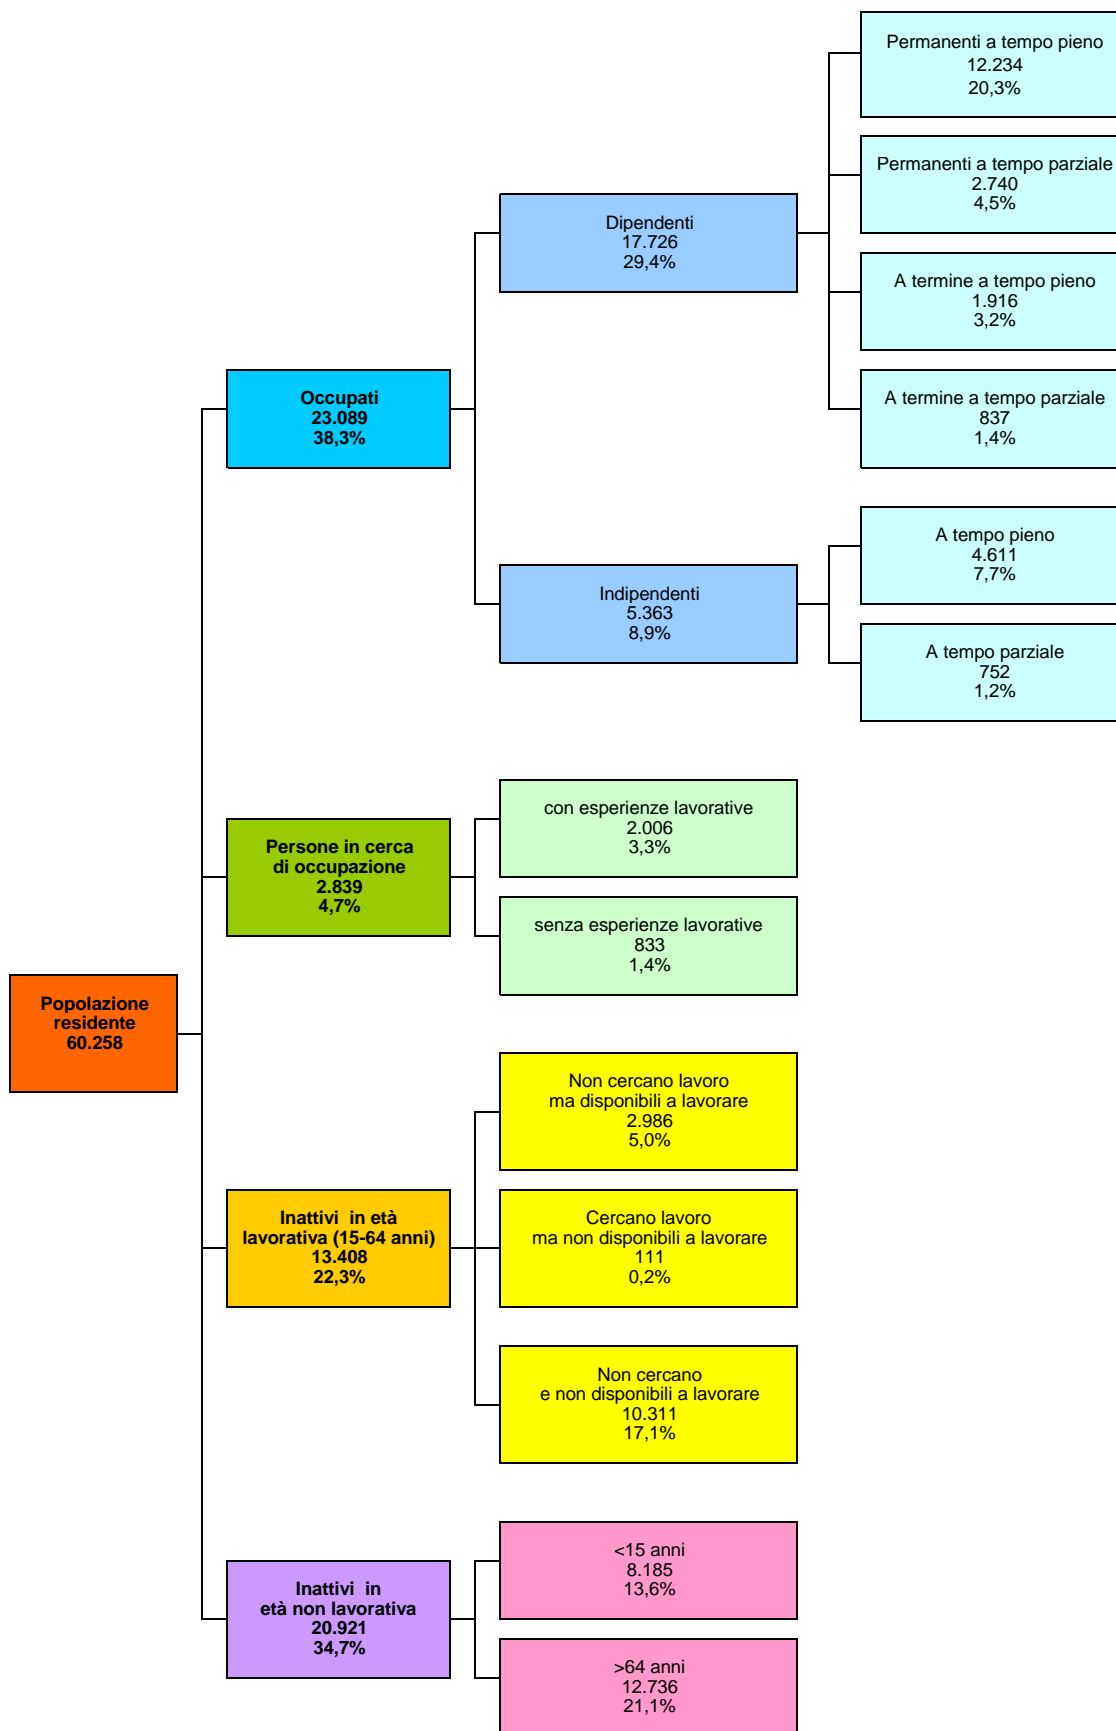 Popolazione
residente
60.258
Occupati
23.089
38,3%
Dipendenti
17.726
29,4%
Permanenti a tempo pieno
12.234
20,3%
Permanenti a tempo parziale
2.740
4,5%
A termine a tempo pieno
1.916
3,2%
A termine a tempo parziale
837
1,4%
Indipendenti
5.363
8,9%
A tempo pieno
4.611
7,7%
A tempo parziale
752
1,2%
Persone in cerca
di occupazione
2.839
4,7%
con esperienze lavorative
2.006
3,3%
senza esperienze lavorative
833
1,4%
Inattivi in età
lavorativa (15-64 anni)
13.408
22,3%
Non cercano lavoro
ma disponibili a lavorare
2.986
5,0%
Cercano lavoro
ma non disponibili a lavorare
111
0,2%
Non cercano
e non disponibili a lavorare
10.311
17,1%
Inattivi in
età non lavorativa
20.921
34,7%
<15 anni
8.185
13,6%
>64 anni
12.736
21,1%